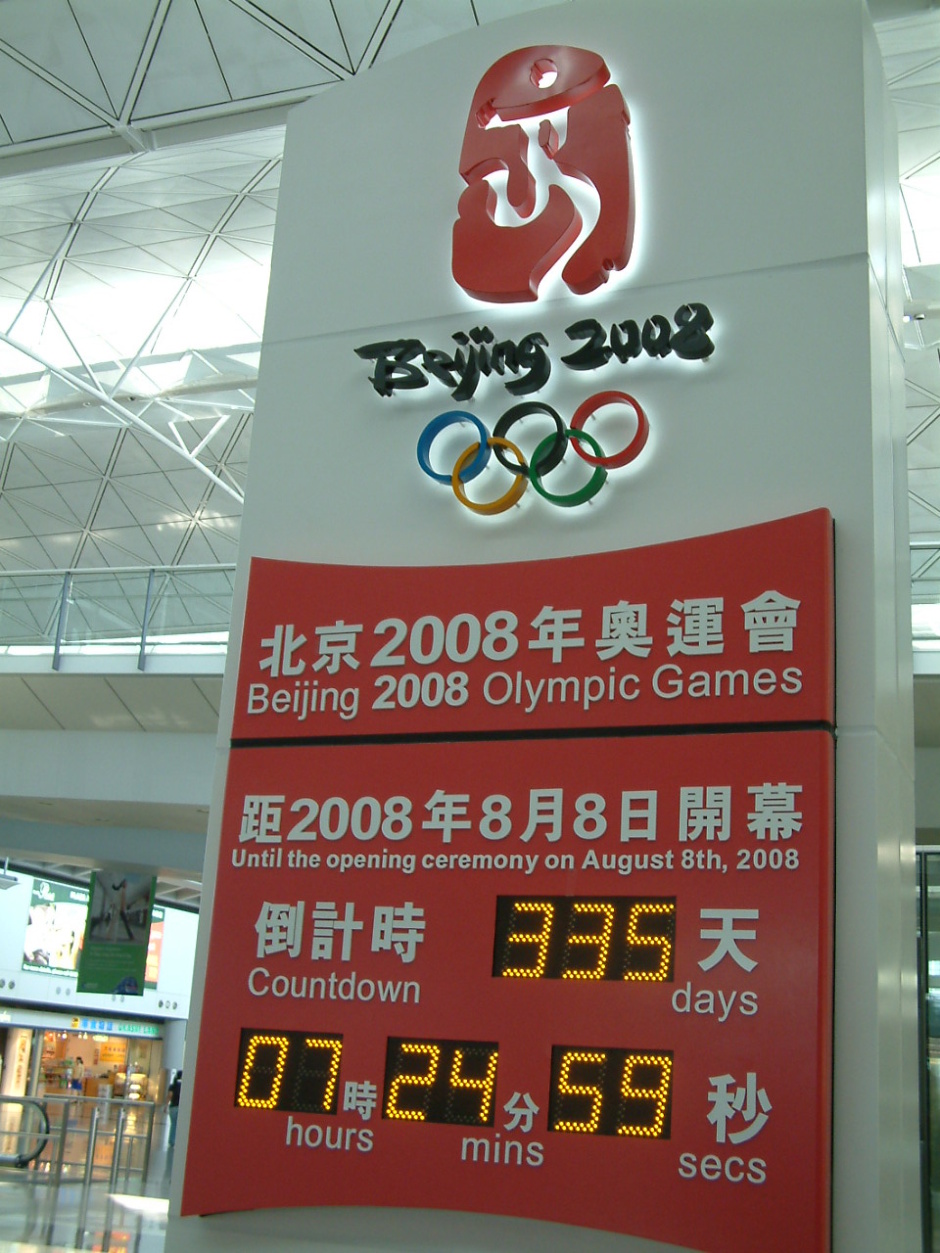 Beijing 2008
北京2008年奧運會
Beijing 2008 Olympic Games
距2008年8月8日開幕
Until the opening ceremony on August 8th, 2008
倒計時 335 天
Countdown days
07 時 24 分 59 秒
hours mins secs